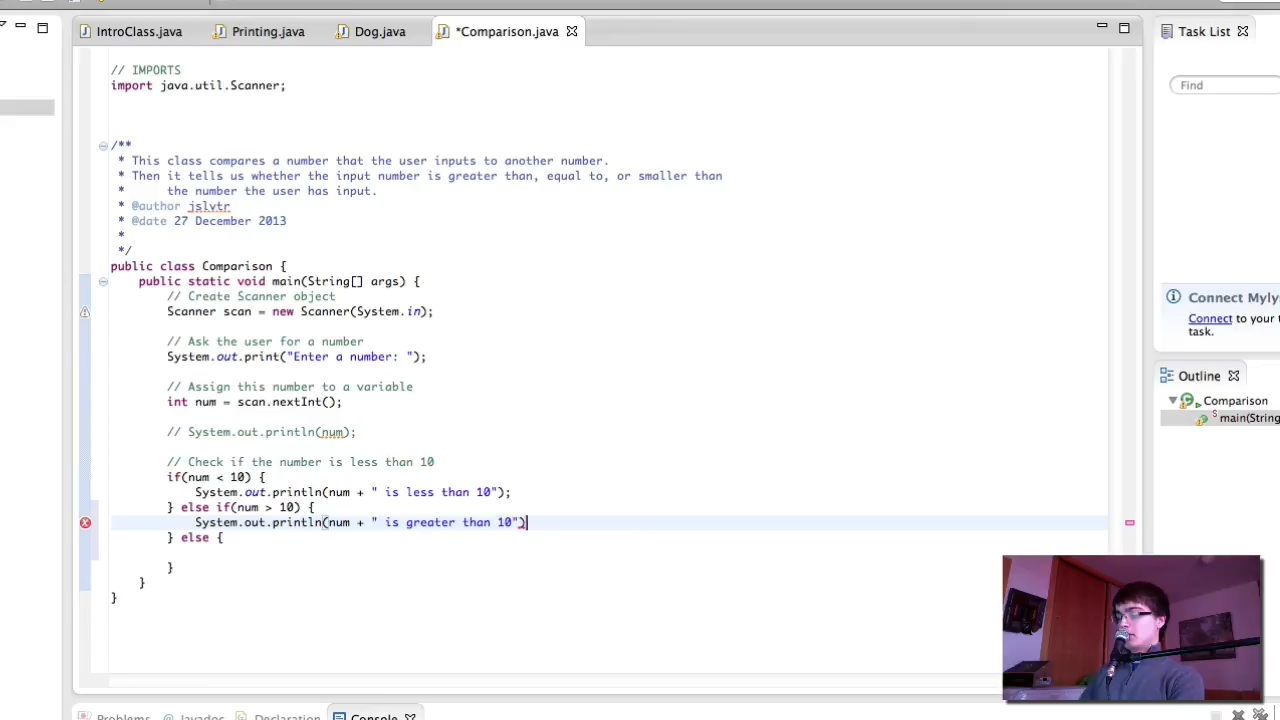 IntroClass.java Printing.java Dog.java *Comparison.java Task List
// IMPORTS
import java.util.Scanner;
Find
/**
* This class compares a number that the user inputs to another number.
* Then it tells us whether the input number is greater than, equal to, or smaller than
* the number the user has input.
* @author jslvtr
* @date 27 December 2013
*
*/
public class Comparison {
public static void main(String[] args) {
// Create Scanner object
Scanner scan = new Scanner(System.in);
// Ask the user for a number
System.out.print("Enter a number: ");
// Assign this number to a variable
int num = scan.nextInt();
// System.out.println(num);
// Check if the number is less than 10
if(num < 10) {
System.out.println(num + " is less than 10");
} else if(num > 10) {
System.out.println(num + " is greater than 10")
} else {
}
}
}
Connect Myly
Connect to your t
task.
Outline
Comparison
main(String
Problems @ Javadoc Declaration Console